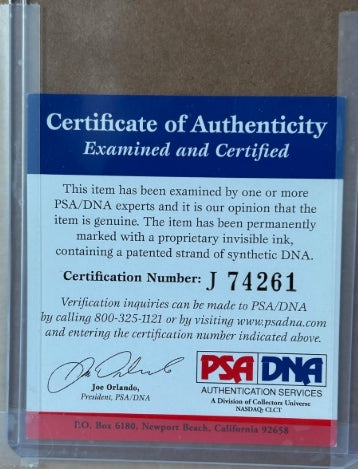 Certificate of Authenticity
Examined and Certified
This item has been examined by one or more
PSA/DNA experts and it is our opinion that the
item is genuine. The item has been permanently
marked with a proprietary invisible ink,
containing a patented strand of synthetic DNA.
Certification Number: J 74261
Verification inquiries can be made to PSA/DNA
by calling 800-325-1121 or by visiting www.psadna.com
and entering the certification number indicated above.
Joe Orlando,
President, PSA/DNA
PSA DNA
AUTHENTICATION SERVICES
A Division of Collectors Universe
NASDAQ: CLCT
P.O. Box 6180, Newport Beach, California 92658